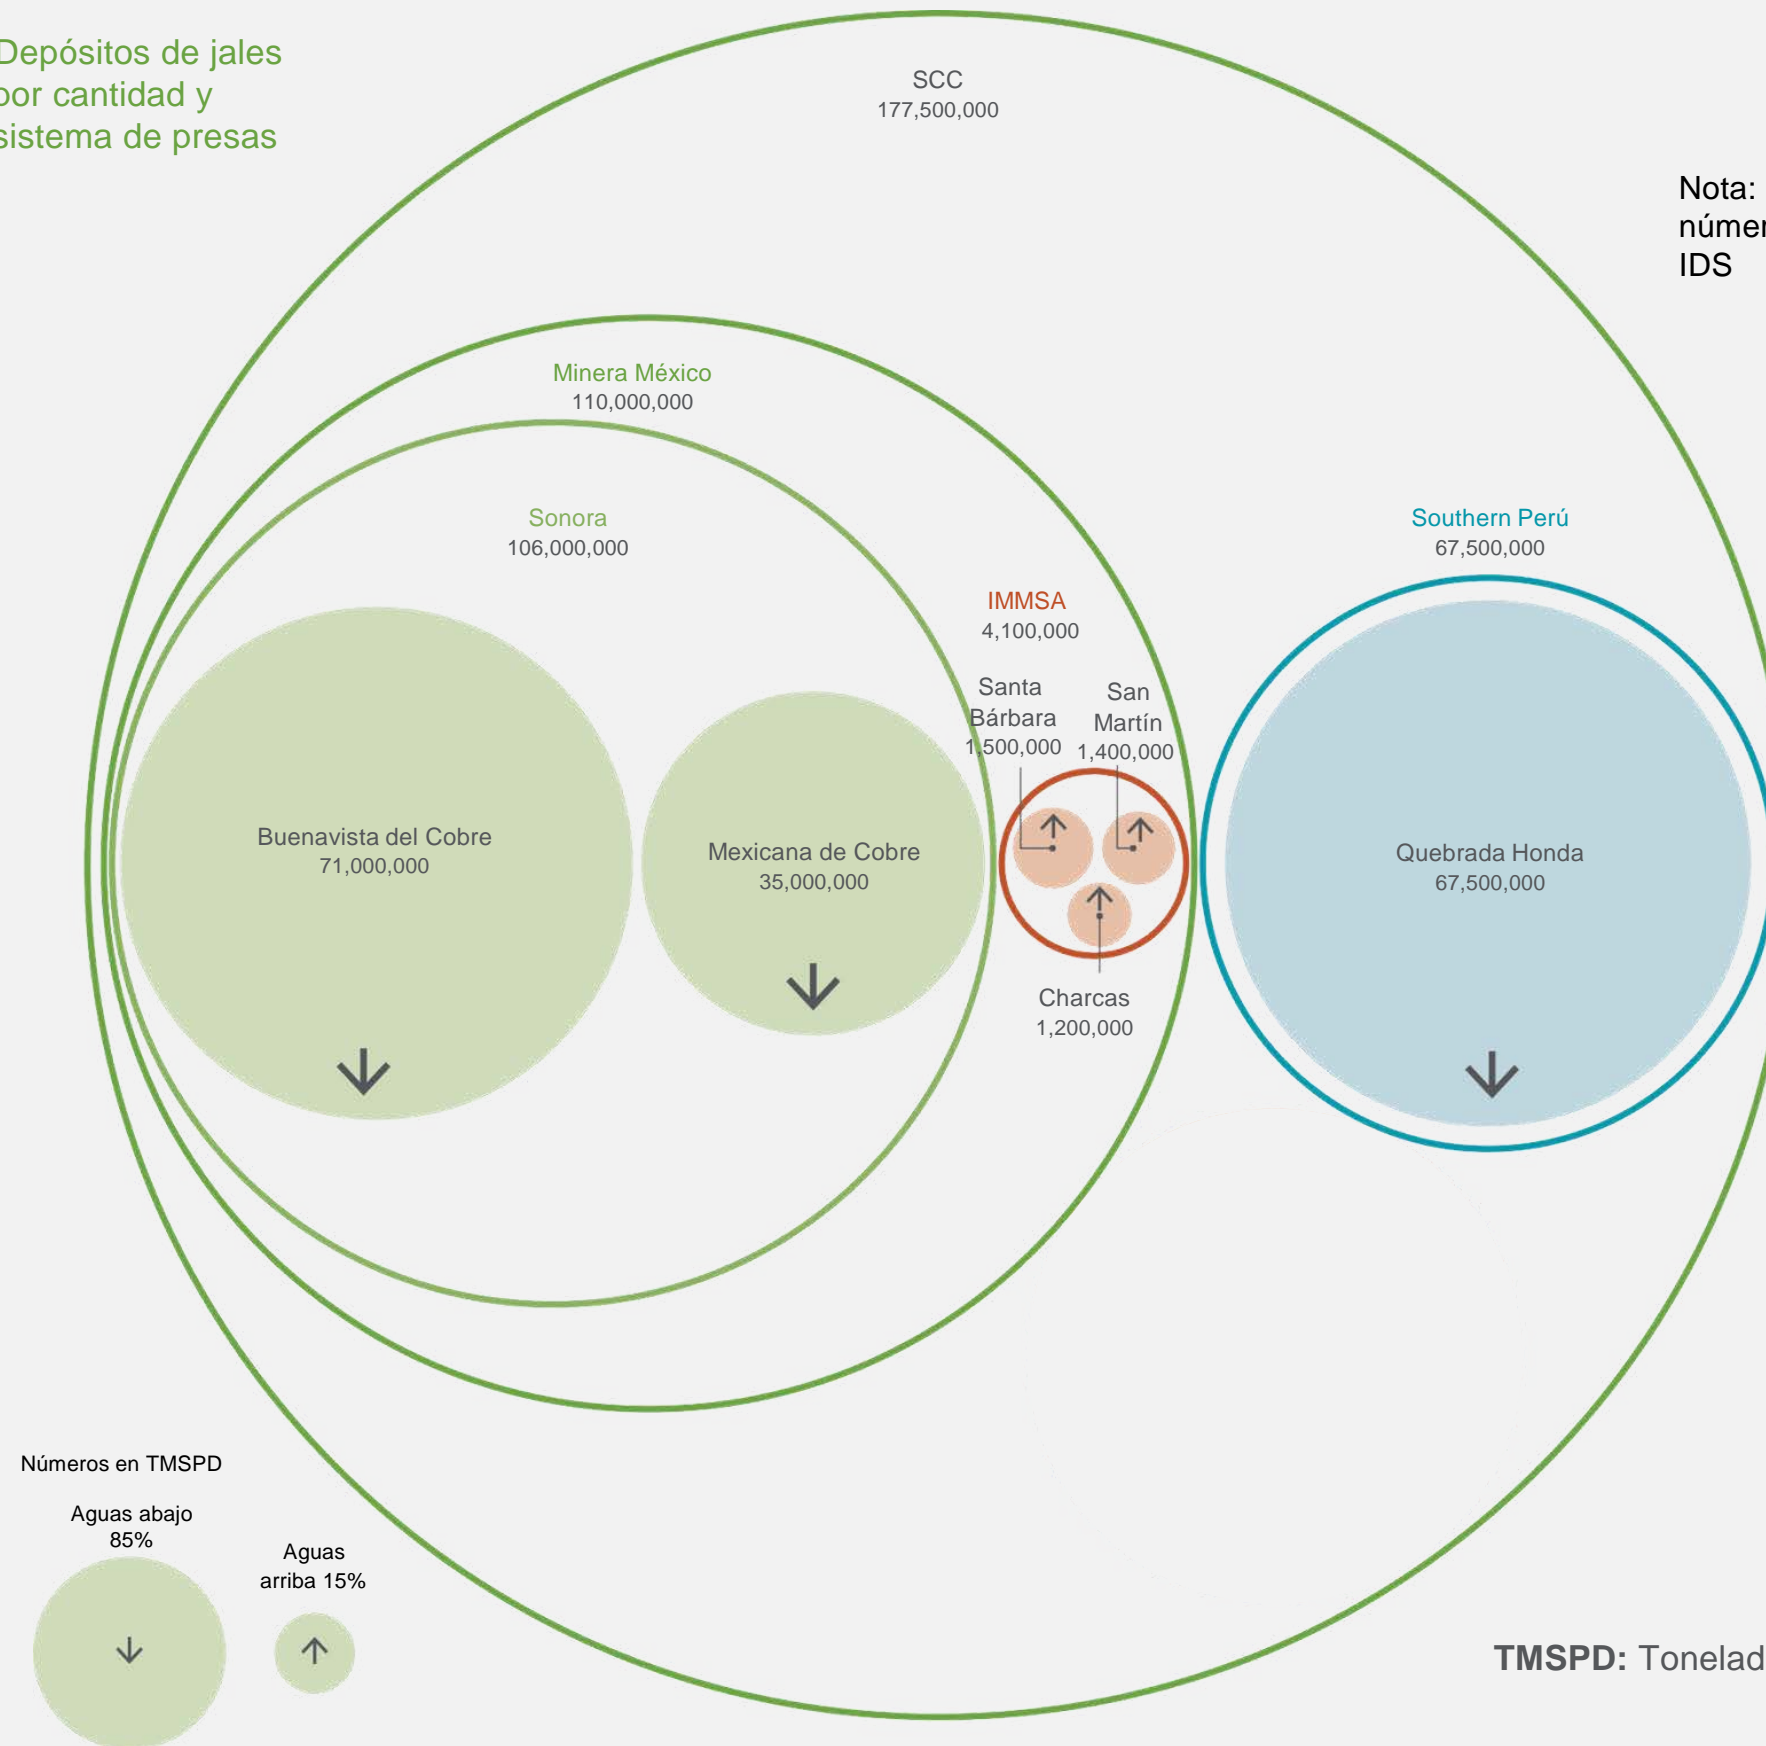 Depósitos de jales
por cantidad y
sistema de presas
SCC
177,500,000
Nota:
IDS
Minera México
110,000,000
Sonora
106,000,000
Southern Perú
67,500,000
IMMSA
4,100,000
Santa
Bárbara
1.500,000
San
Martín
1,400,000
Buenavista del Cobre
71,000,000
Mexicana de Cobre
35,000,000
Quebrada Honda
67,500,000
Charcas
1,200,000
Números en TMSPD
Aguas abajo
85%
Aguas
arriba 15%
TMSPD: